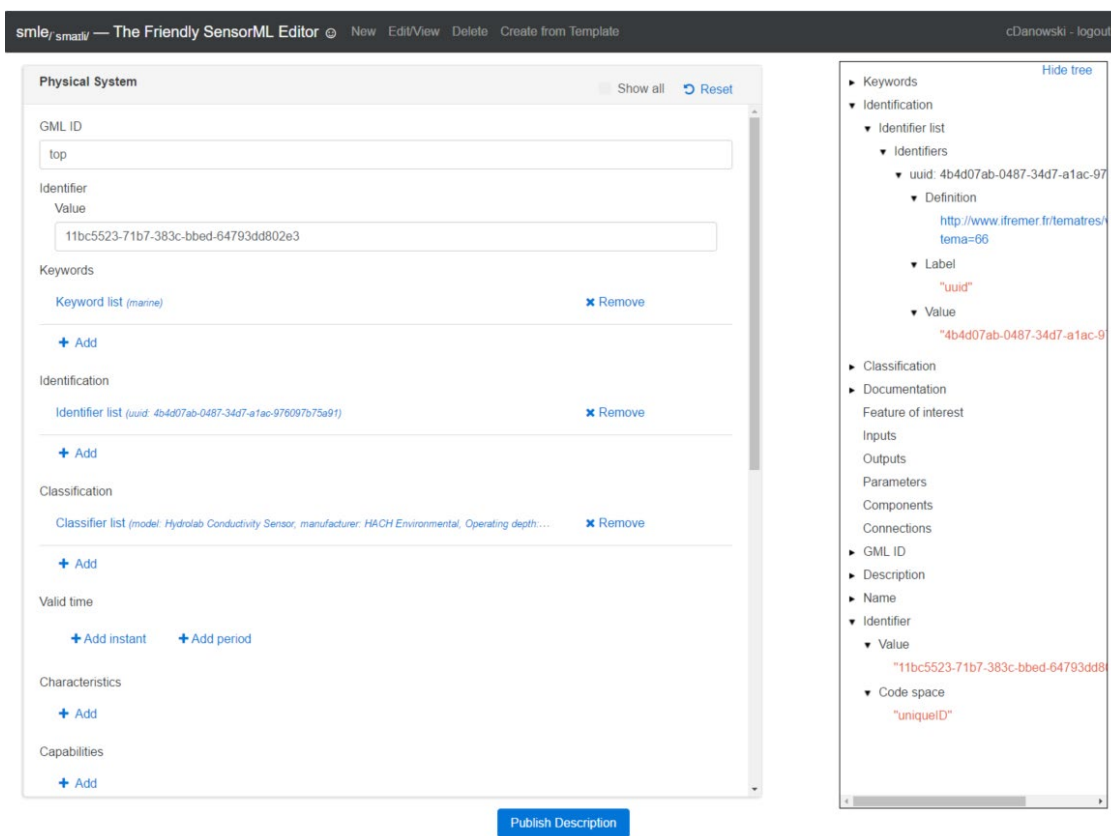 smle/ˈsmaɪli/ — The Friendly SensorML Editor ☺ New Edit/View Delete Create from Template cDanowski - logout
Physical System Show all Reset
GML ID
top
Identifier
Value
11bc5523-71b7-383c-bbed-64793dd802e3
Keywords
Keyword list (marine) Remove
Add
Identification
Identifier list (uuid: 4b4d07ab-0487-34d7-a1ac-976097b75a91) Remove
Add
Classification
Classifier list (model: Hydrolab Conductivity Sensor, manufacturer: HACH Environmental, Operating depth:... Remove
Add
Valid time
Add instant Add period
Characteristics
Add
Capabilities
Add
Publish Description
Hide tree
Keywords
Identification
Identifier list
Identifiers
uuid: 4b4d07ab-0487-34d7-a1ac-97
Definition
http://www.ifremer.fr/tematres/
tema=66
Label
"uuid"
Value
"4b4d07ab-0487-34d7-a1ac-9
Classification
Documentation
Feature of interest
Inputs
Outputs
Parameters
Components
Connections
GML ID
Description
Name
Identifier
Value
"11bc5523-71b7-383c-bbed-64793dd8
Code space
"uniqueID"